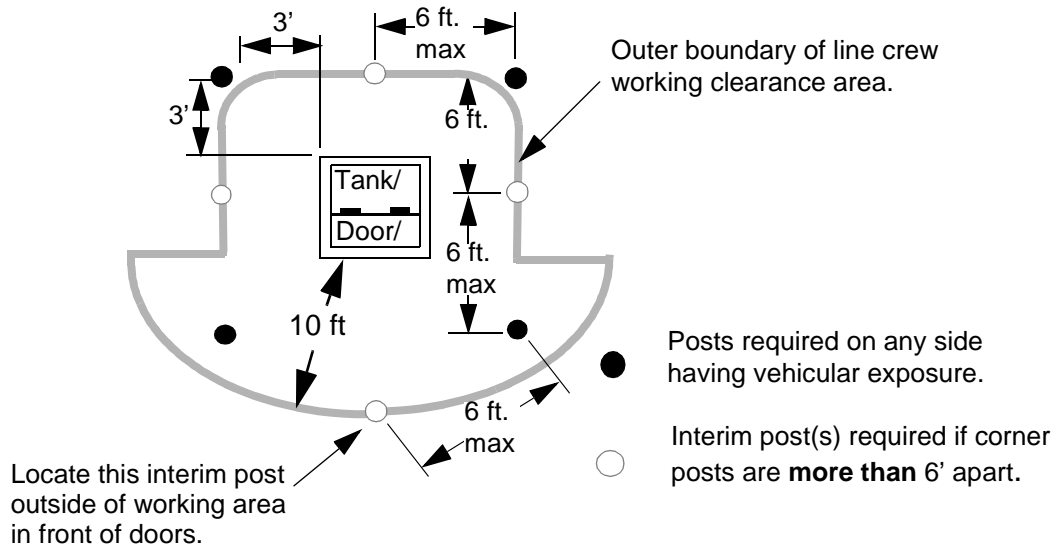 3’
6 ft.
max
Outer boundary of line crew
working clearance area.
3’
6 ft.
Tank/
Door/
6 ft.
max
10 ft
Posts required on any side
having vehicular exposure.
6 ft.
max
Interim post(s) required if corner
posts are more than 6’ apart.
Locate this interim post
outside of working area
in front of doors.